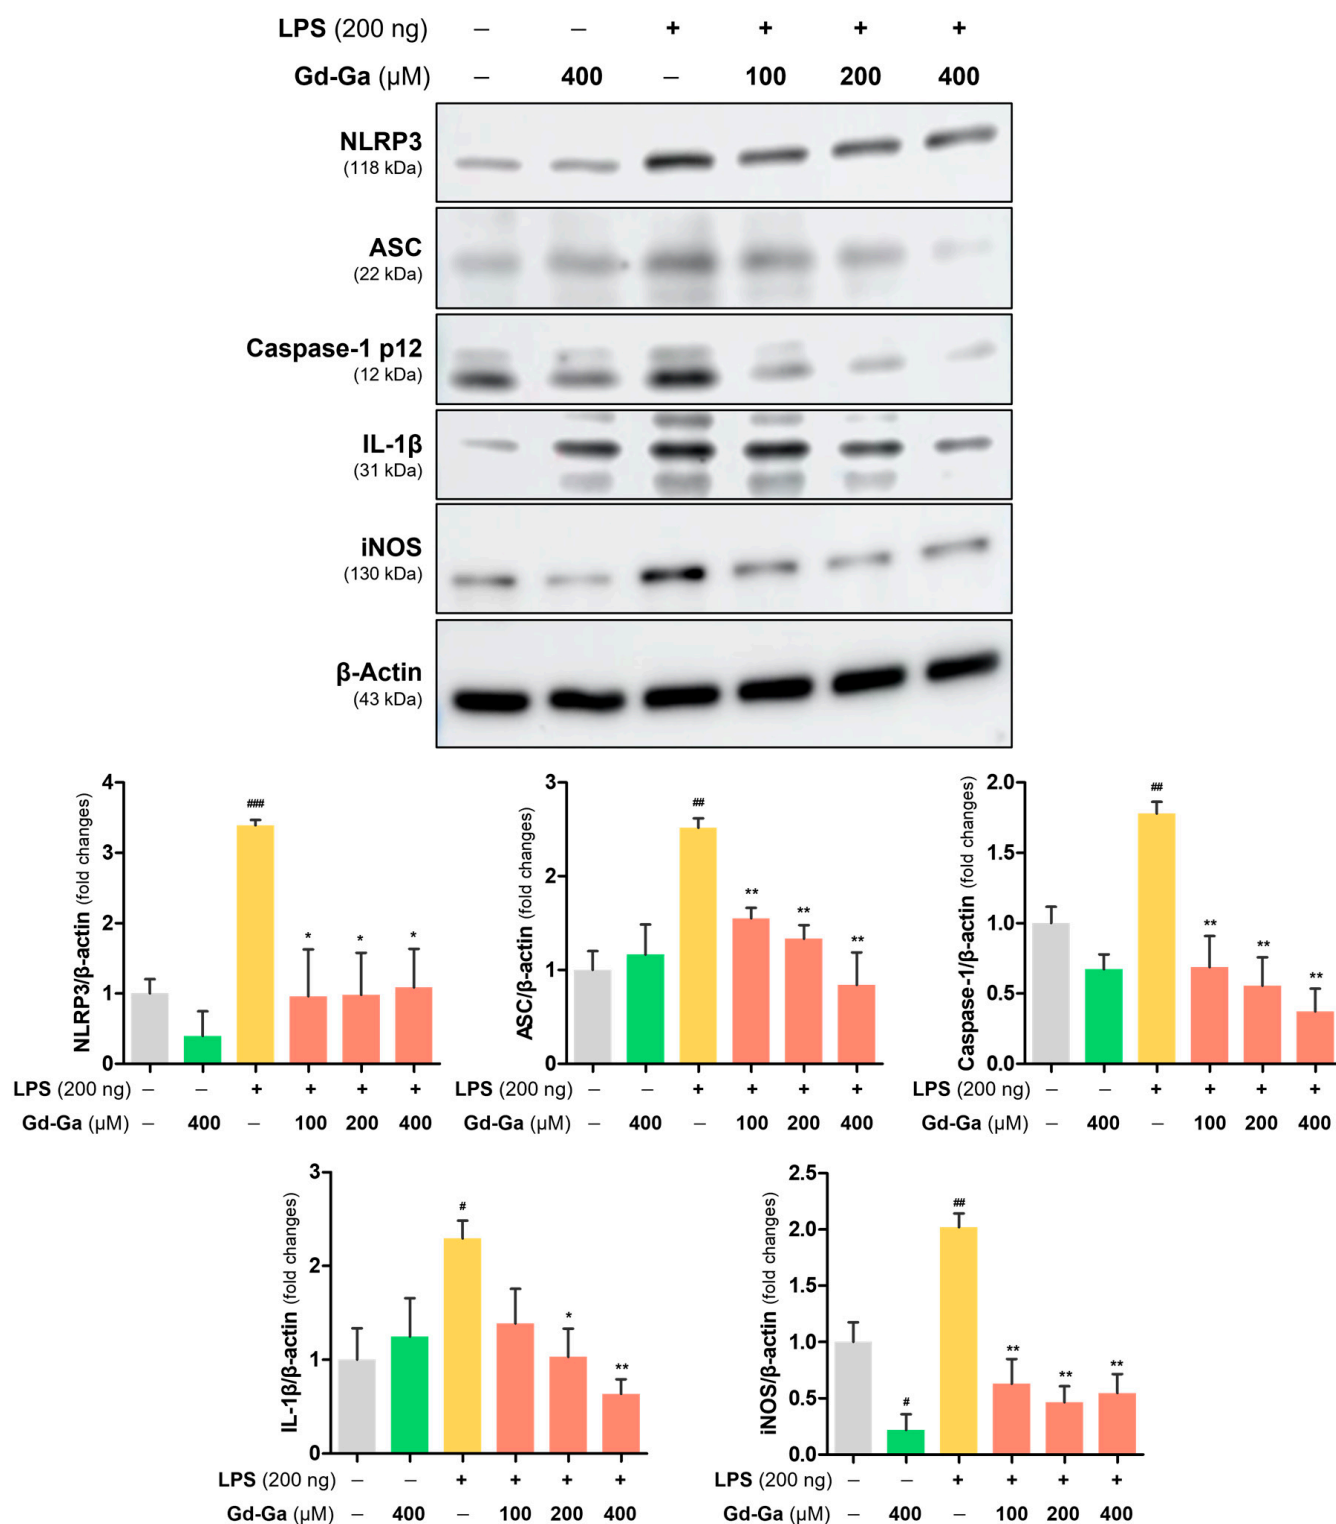 LPS (200 ng) – – + + + +
Gd-Ga (µM) – 400 – 100 200 400
NLRP3
(118 kDa)
ASC
(22 kDa)
Caspase-1 p12
(12 kDa)
IL-1β
(31 kDa)
iNOS
(130 kDa)
β-Actin
(43 kDa)
NLRP3/β-actin (fold changes)
4
3
2
1
0
###
*
*
*
LPS (200 ng) – – + + + +
Gd-Ga (µM) – 400 – 100 200 400
ASC/β-actin (fold changes)
3
2
1
0
##
**
**
**
LPS (200 ng) – – + + + +
Gd-Ga (µM) – 400 – 100 200 400
Caspase-1/β-actin (fold changes)
2.0
1.5
1.0
0.5
0.0
##
**
**
**
LPS (200 ng) – – + + + +
Gd-Ga (µM) – 400 – 100 200 400
IL-1β/β-actin (fold changes)
3
2
1
0
#
*
**
LPS (200 ng) – – + + + +
Gd-Ga (µM) – 400 – 100 200 400
iNOS/β-actin (fold changes)
2.5
2.0
1.5
1.0
0.5
0.0
#
##
**
**
**
LPS (200 ng) – – + + + +
Gd-Ga (µM) – 400 – 100 200 400